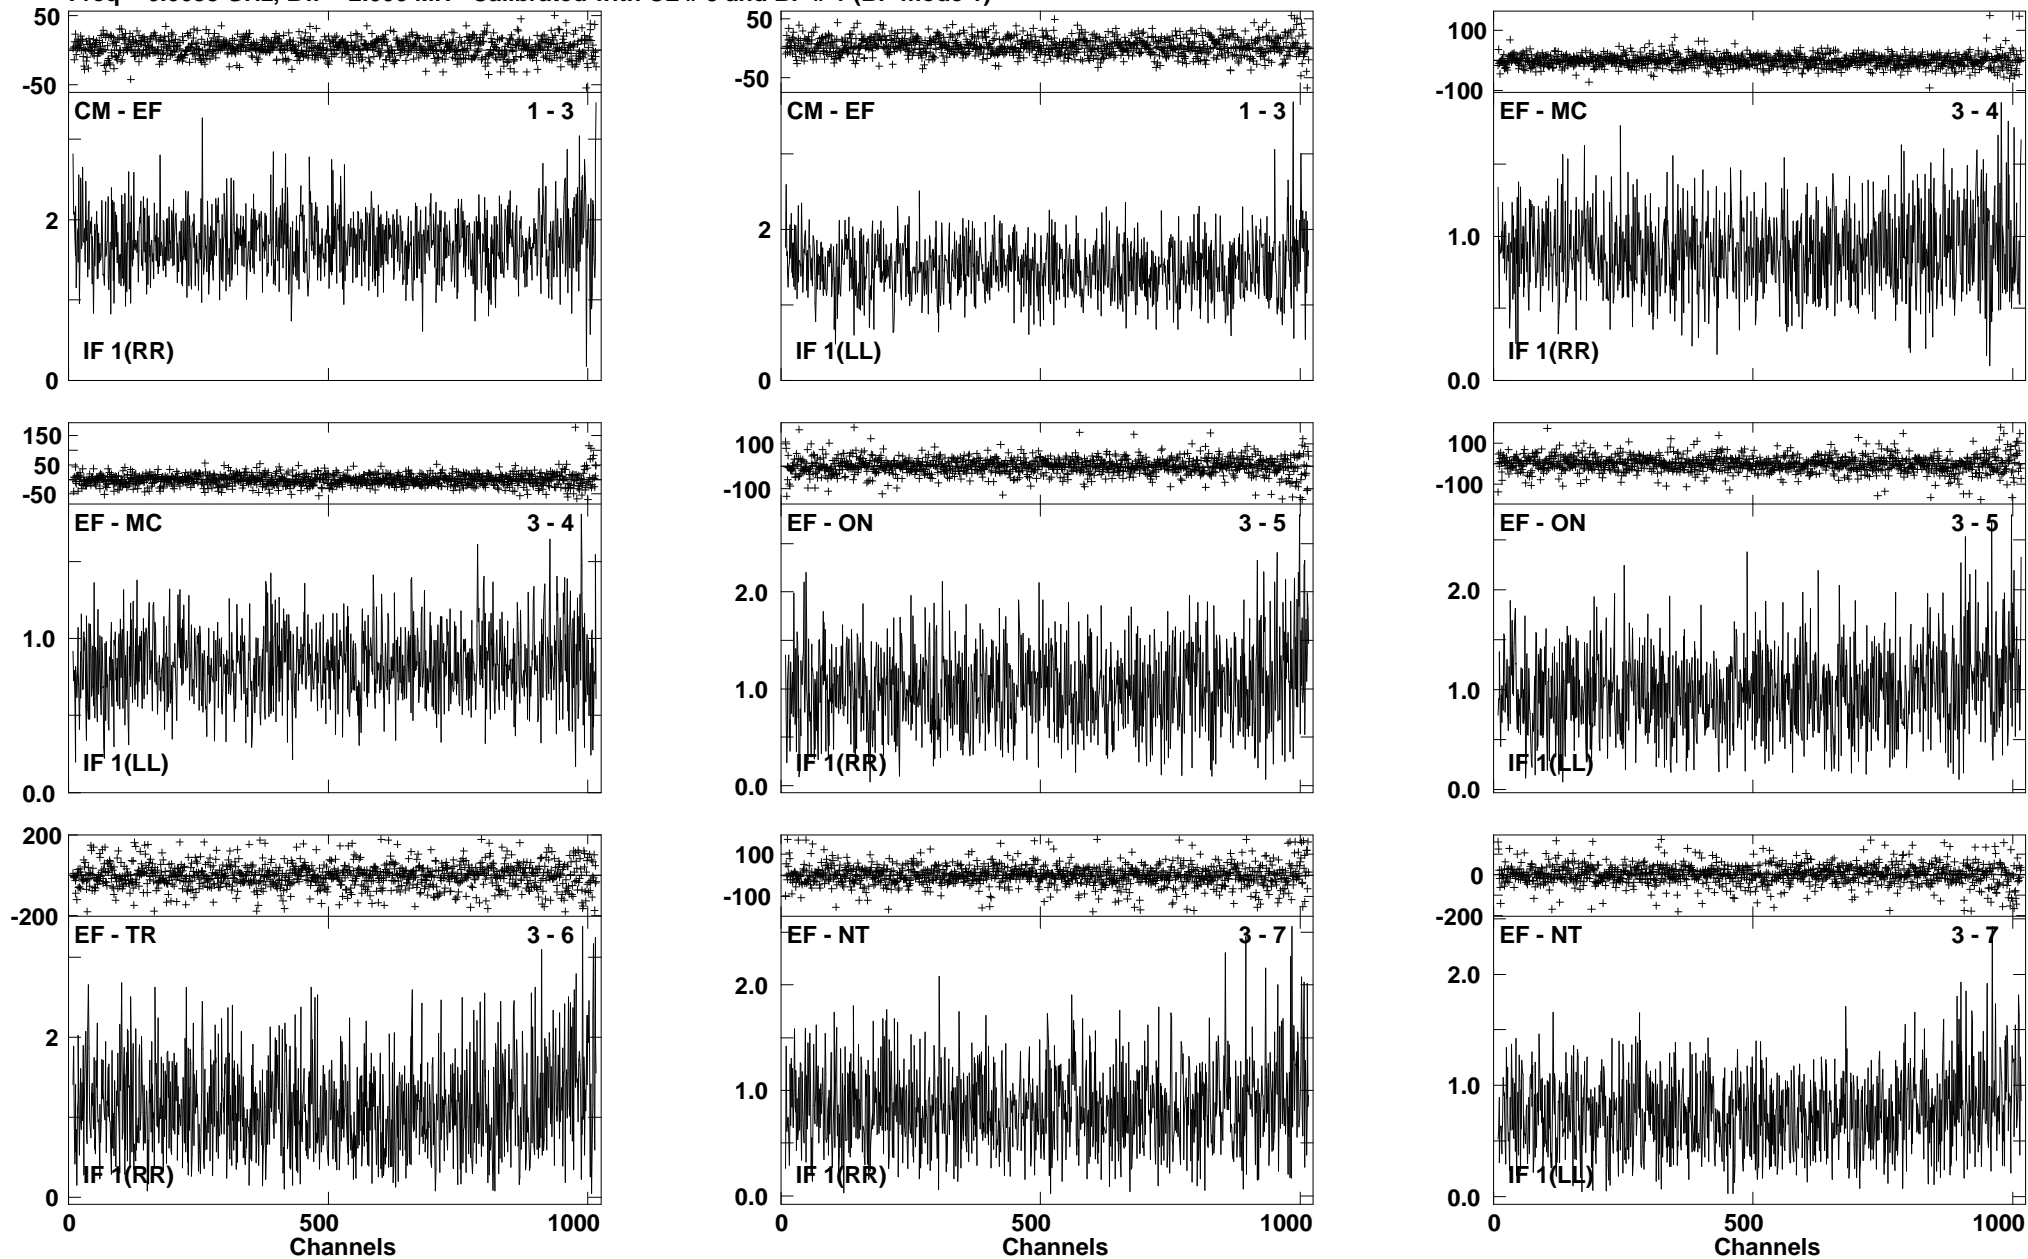 50
-50
CM - EF 1 - 3
2
0
IF 1(RR)
50
-50
CM - EF 1 - 3
2
0
IF 1(LL)
100
-100
EF - MC 3 - 4
1.0
0.0
IF 1(RR)
150
50
-50
EF - MC 3 - 4
1.0
0.0
IF 1(LL)
100
-100
EF - ON 3 - 5
2.0
1.0
0.0
IF 1(RR)
100
-100
EF - ON 3 - 5
2.0
1.0
0.0
IF 1(LL)
200
-200
EF - TR 3 - 6
2
0
IF 1(RR)
0 500 1000
Channels
100
-100
EF - NT 3 - 7
2.0
1.0
0.0
IF 1(RR)
0 500 1000
Channels
0
-200
EF - NT 3 - 7
2.0
1.0
0.0
IF 1(LL)
0 500 1000
Channels